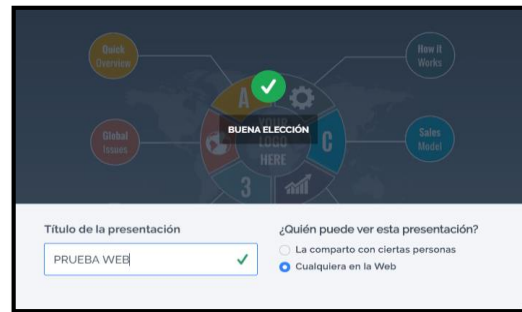 Quick
Overview
How it
Works
A
BUENA ELECCIÓN
YOUR
LOGO
HERE
C
Global
Issues
Sales
Model
3
Título de la presentación
PRUEBA WEB
¿Quién puede ver esta presentación?
La comparto con ciertas personas
Cualquiera en la Web